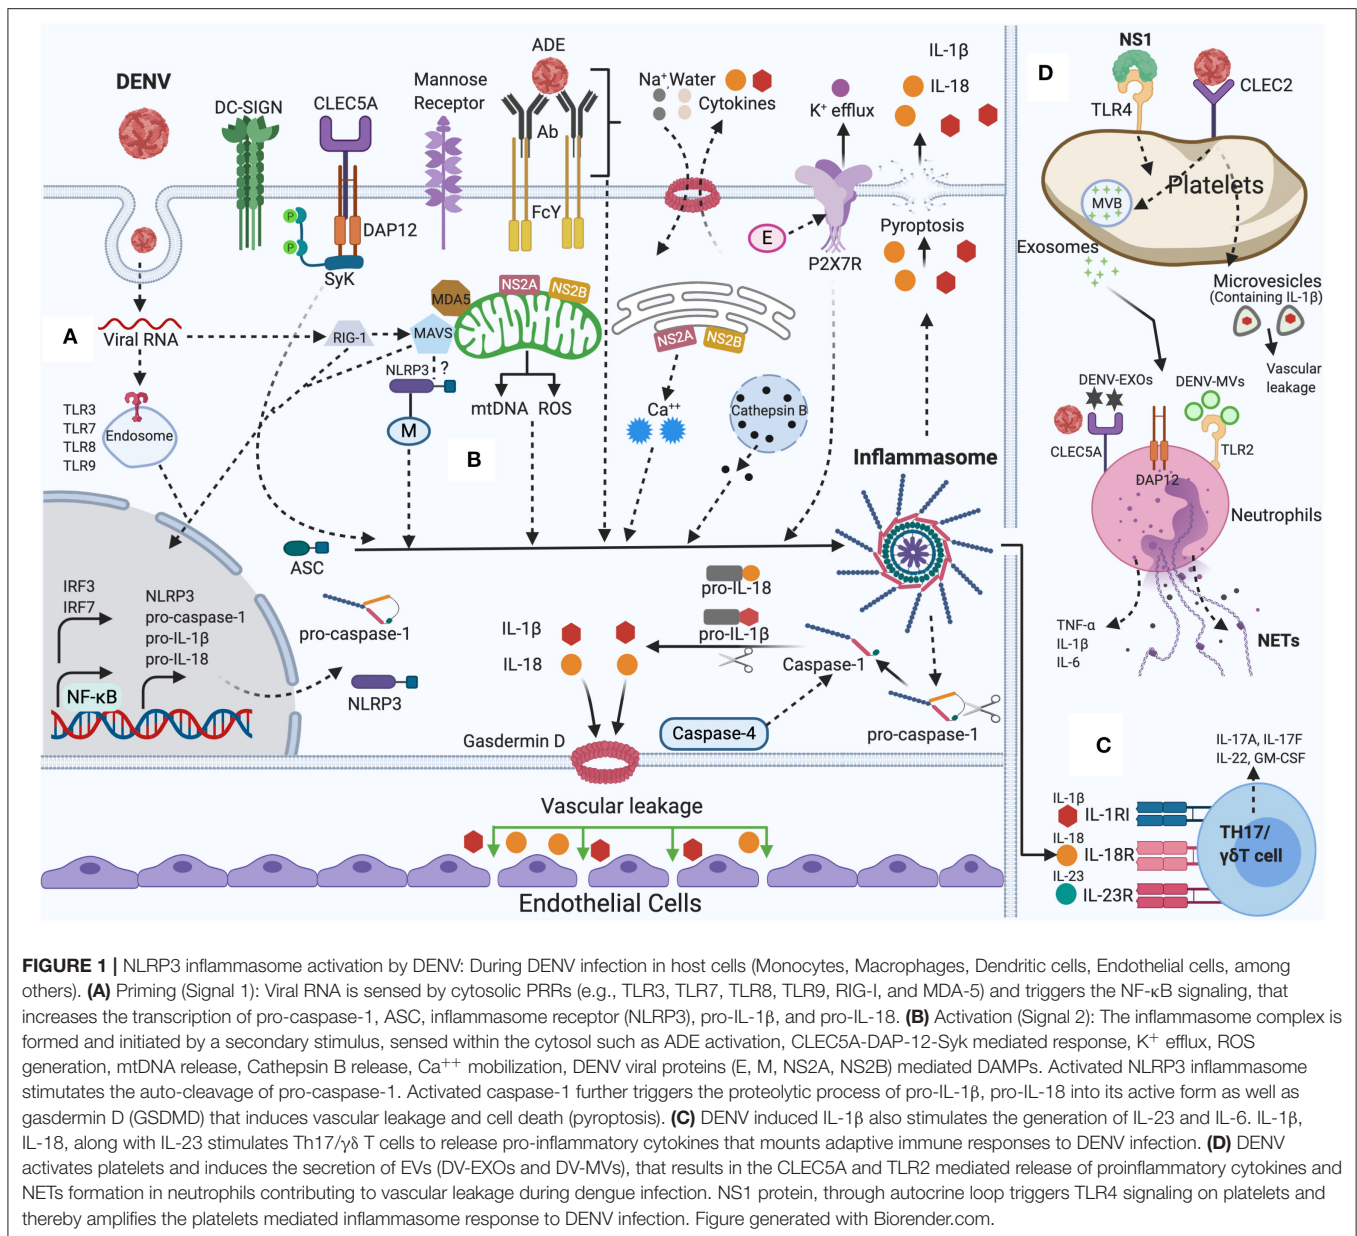 DENV
DC-SIGN
CLEC5A
Mannose
Receptor
ADE
Ab
FcY
Na⁺,Water
Cytokines
K⁺ efflux
IL-1β
IL-18
P
P
DAP12
SyK
E
P2X7R
Pyroptosis
A
Viral RNA
RIG-1
MDA5
MAVS
NS2A
NS2B
NLRP3
?
M
mtDNA ROS
NS2A
NS2B
Ca⁺⁺
Cathepsin B
B
TLR3
TLR7
TLR8
TLR9
Endosome
Inflammasome
ASC
IRF3
IRF7
NLRP3
pro-caspase-1
pro-IL-1β
pro-IL-18
NF-κB
pro-caspase-1
NLRP3
pro-IL-18
pro-IL-1β
IL-1β
IL-18
Caspase-1
Caspase-4
pro-caspase-1
Gasdermin D
Vascular leakage
Endothelial Cells
D
NS1
TLR4
CLEC2
Platelets
MVB
Exosomes
Microvesicles
(Containing IL-1β)
Vascular
leakage
DENV-EXOs
DENV-MVs
CLEC5A
DAP12
TLR2
Neutrophils
TNF-α
IL-1β
IL-6
NETs
C
IL-17A, IL-17F
IL-22, GM-CSF
IL-1β
IL-1RI
IL-18
IL-18R
IL-23
IL-23R
TH17/
γδT cell
FIGURE 1 | NLRP3 inflammasome activation by DENV: During DENV infection in host cells (Monocytes, Macrophages, Dendritic cells, Endothelial cells, among
others). (A) Priming (Signal 1): Viral RNA is sensed by cytosolic PRRs (e.g., TLR3, TLR7, TLR8, TLR9, RIG-I, and MDA-5) and triggers the NF-κB signaling, that
increases the transcription of pro-caspase-1, ASC, inflammasome receptor (NLRP3), pro-IL-1β, and pro-IL-18. (B) Activation (Signal 2): The inflammasome complex is
formed and initiated by a secondary stimulus, sensed within the cytosol such as ADE activation, CLEC5A-DAP-12-Syk mediated response, K⁺ efflux, ROS
generation, mtDNA release, Cathepsin B release, Ca⁺⁺ mobilization, DENV viral proteins (E, M, NS2A, NS2B) mediated DAMPs. Activated NLRP3 inflammasome
stimutates the auto-cleavage of pro-caspase-1. Activated caspase-1 further triggers the proteolytic process of pro-IL-1β, pro-IL-18 into its active form as well as
gasdermin D (GSDMD) that induces vascular leakage and cell death (pyroptosis). (C) DENV induced IL-1β also stimulates the generation of IL-23 and IL-6. IL-1β,
IL-18, along with IL-23 stimulates Th17/γδ T cells to release pro-inflammatory cytokines that mounts adaptive immune responses to DENV infection. (D) DENV
activates platelets and induces the secretion of EVs (DV-EXOs and DV-MVs), that results in the CLEC5A and TLR2 mediated release of proinflammatory cytokines and
NETs formation in neutrophils contributing to vascular leakage during dengue infection. NS1 protein, through autocrine loop triggers TLR4 signaling on platelets and
thereby amplifies the platelets mediated inflammasome response to DENV infection. Figure generated with Biorender.com.